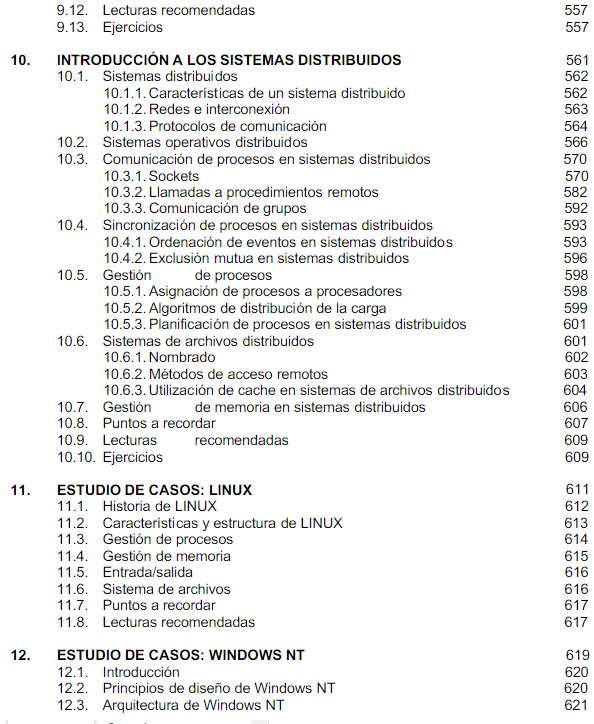 9.12. Lecturas recomendadas 557
9.13. Ejercicios 557
10. INTRODUCCIÓN A LOS SISTEMAS DISTRIBUIDOS 561
10.1. Sistemas distribuidos 562
10.1.1. Características de un sistema distribuido 562
10.1.2. Redes e interconexión 563
10.1.3. Protocolos de comunicación 564
10.2. Sistemas operativos distribuidos 566
10.3. Comunicación de procesos en sistemas distribuidos 570
10.3.1. Sockets 570
10.3.2. Llamadas a procedimientos remotos 582
10.3.3. Comunicación de grupos 592
10.4. Sincronización de procesos en sistemas distribuidos 593
10.4.1. Ordenación de eventos en sistemas distribuidos 593
10.4.2. Exclusión mutua en sistemas distribuidos 596
10.5. Gestión de procesos 598
10.5.1. Asignación de procesos a procesadores 598
10.5.2. Algoritmos de distribución de la carga 599
10.5.3. Planificación de procesos en sistemas distribuidos 601
10.6. Sistemas de archivos distribuidos 601
10.6.1. Nombrado 602
10.6.2. Métodos de acceso remotos 603
10.6.3. Utilización de cache en sistemas de archivos distribuidos 604
10.7. Gestión de memoria en sistemas distribuidos 606
10.8. Puntos a recordar 607
10.9. Lecturas recomendadas 609
10.10. Ejercicios 609
11. ESTUDIO DE CASOS: LINUX 611
11.1. Historia de LINUX 612
11.2. Características y estructura de LINUX 613
11.3. Gestión de procesos 614
11.4. Gestión de memoria 615
11.5. Entrada/salida 616
11.6. Sistema de archivos 616
11.7. Puntos a recordar 617
11.8. Lecturas recomendadas 617
12. ESTUDIO DE CASOS: WINDOWS NT 619
12.1. Introducción 620
12.2. Principios de diseño de Windows NT 620
12.3. Arquitectura de Windows NT 621